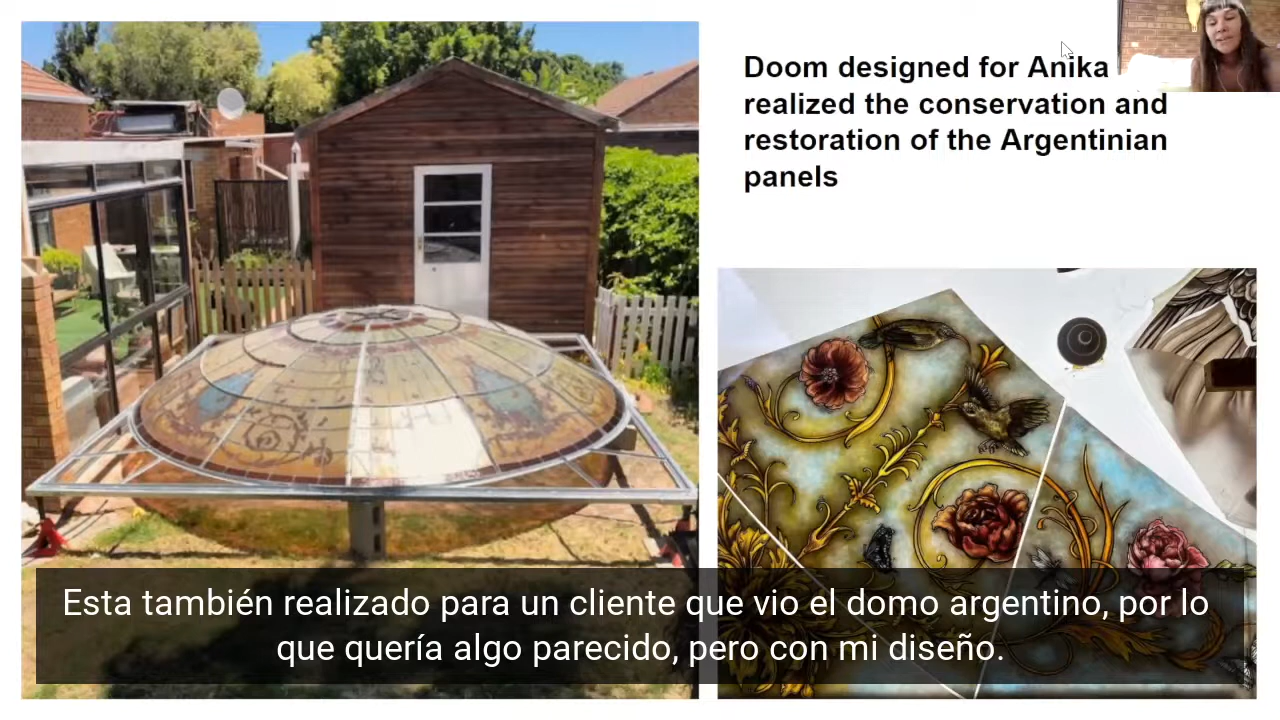 Doom designed for Anika
realized the conservation and
restoration of the Argentinian
panels
Esta también realizado para un cliente que vio el domo argentino, por lo
que quería algo parecido, pero con mi diseño.